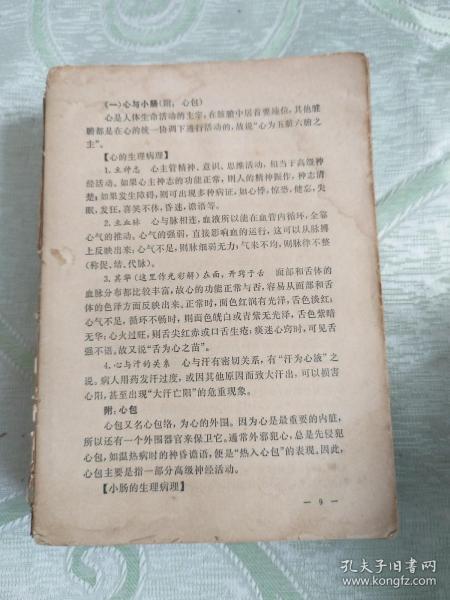 (一)心与小肠(附:心包)
心是人体生命活动的主宰,在脏腑中居首要地位,其他脏
腑都是在心的统一协调下进行活动的,故说“心为五脏六腑之
主”。
【心的生理病理】
1.主神志 心主管精神、意识、思维活动,相当于高级神
经活动。如果心主神志的功能正常,则人的精神振作,神志清
楚;如果发生障碍,则可出现多种病证,如心悸,惊恐,健忘,失
眠,发狂,喜笑不休,昏迷,谵语等。
2.主血脉 心与脉相连,血液所以能在血管内循环,全靠
心气的推动。心气的强弱,直接影响血的运行,这可以从脉搏
上反映出来:心气不足,则脉细弱无力;气来不均,则脉律不整
(称促、结、代脉)。
3.其华(这里作光彩解)在面,开窍于舌 面部和舌体的
血脉分布都比较丰富,故心的功能正常与否,容易从面部和舌
体的色泽方面反映出来。正常时,面色红润有光泽,舌色淡红;
心气不足,循环不畅时,则面色㿠白或青紫无光泽,舌色紫暗
无华;心火过旺,则舌尖红赤或口舌生疮;痰迷心窍时,可见舌
强不语。故又说“舌为心之苗”。
4.心与汗的关系 心与汗有密切关系,有“汗为心液”之
说。病人用药发汗过度,或因其他原因而致大汗出,可以损害
心阳,甚至出现“大汗亡阳”的危重现象。
附:心包
心包又名心包络,为心的外围。因为心是最重要的内脏,
所以还有一个外围器官来保卫它。通常外邪犯心,总是先侵犯
心包,如温热病时的神昏谵语,便是“热入心包”的表现。因此,
心包主要是指一部分高级神经活动。
【小肠的生理病理】
— 9 —
孔夫子旧书网
www.kongfz.com